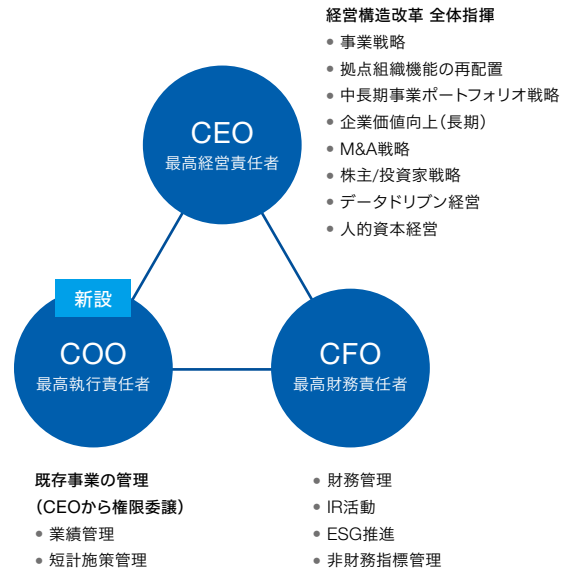 経営構造改革 全体指揮
• 事業戦略
• 拠点組織機能の再配置
• 中長期事業ポートフォリオ戦略
• 企業価値向上（長期）
• M&A戦略
• 株主/投資家戦略
• データドリブン経営
• 人的資本経営
CEO
最高経営責任者
新設
COO
最高執行責任者
CFO
最高財務責任者
既存事業の管理
（CEOから権限委譲）
• 業績管理
• 短計施策管理
• 財務管理
• IR活動
• ESG推進
• 非財務指標管理